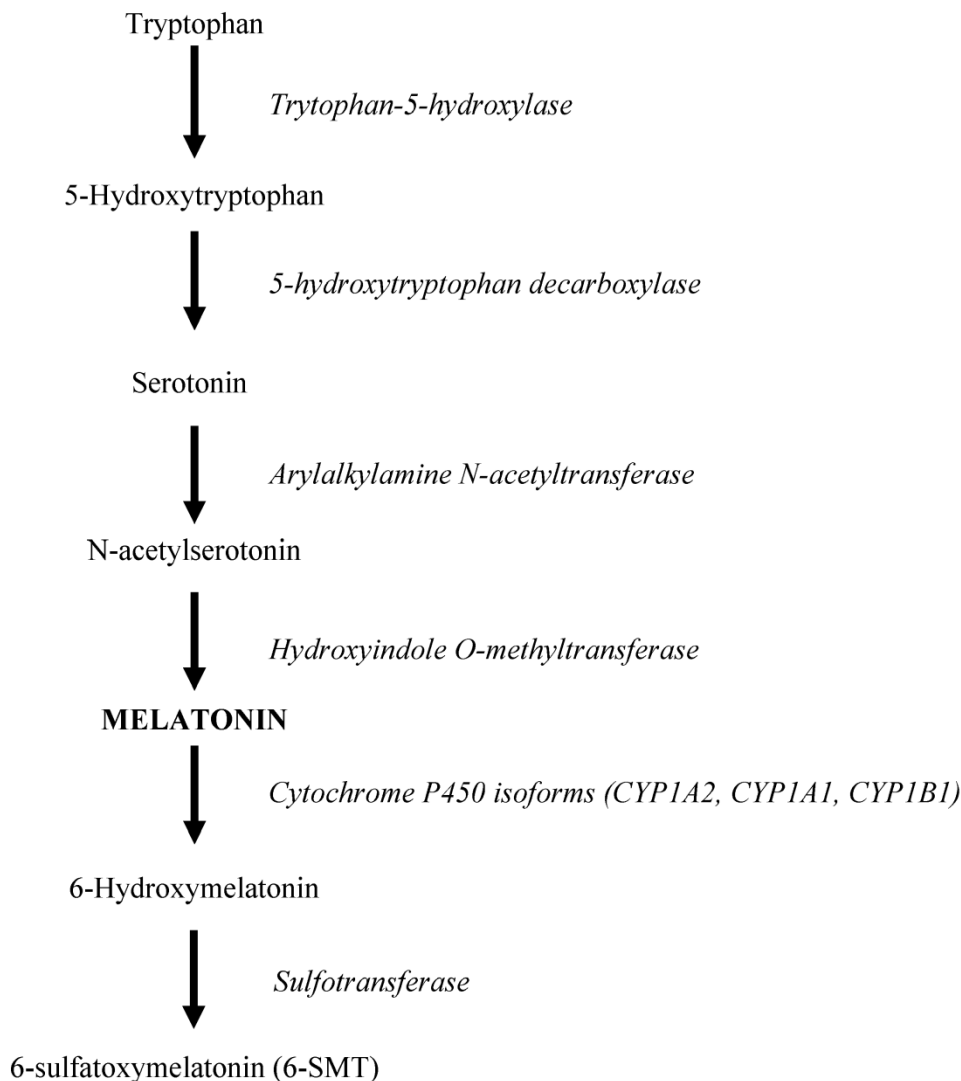 Tryptophan
Trytophan-5-hydroxylase
5-Hydroxytryptophan
5-hydroxytryptophan decarboxylase
Serotonin
Arylalkylamine N-acetyltransferase
N-acetylserotonin
Hydroxyindole O-methyltransferase
MELATONIN
Cytochrome P450 isoforms (CYP1A2, CYP1A1, CYP1B1)
6-Hydroxymelatonin
Sulfotransferase
6-sulfatoxymelatonin (6-SMT)